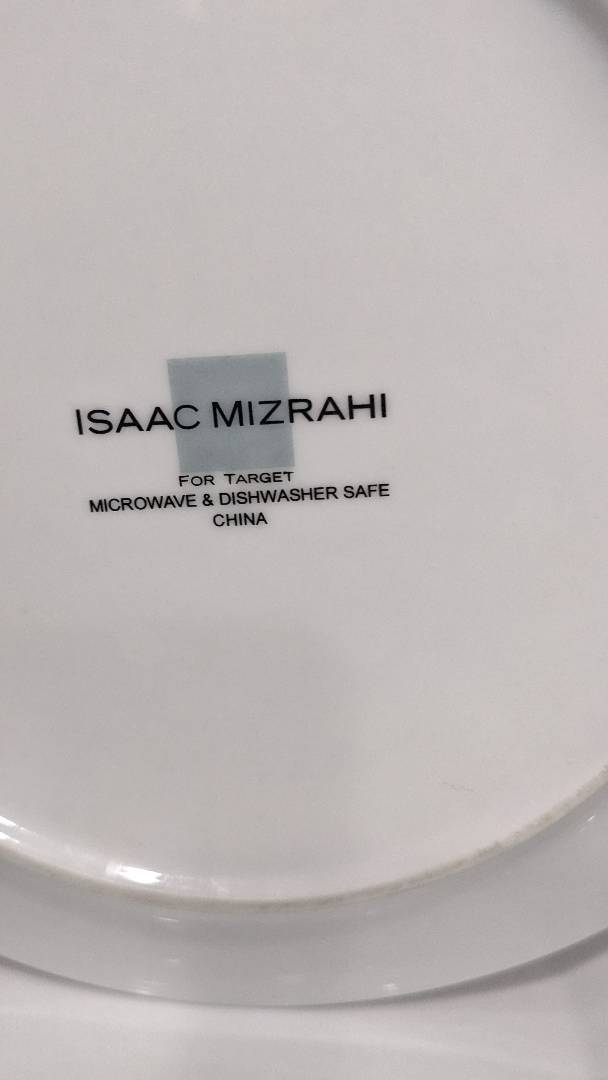 ISAAC MIZRAHI
FOR TARGET
MICROWAVE & DISHWASHER SAFE
CHINA